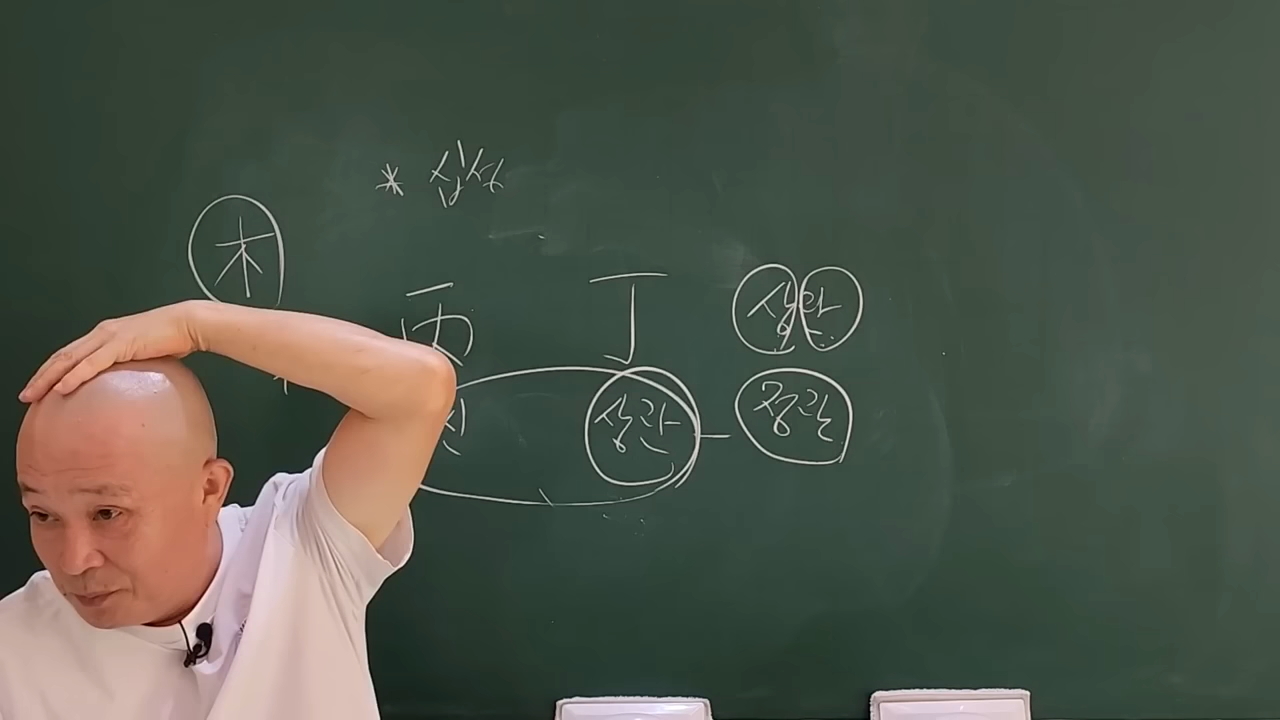 * 십성
木
丙 丁 상관
상관 - 정관